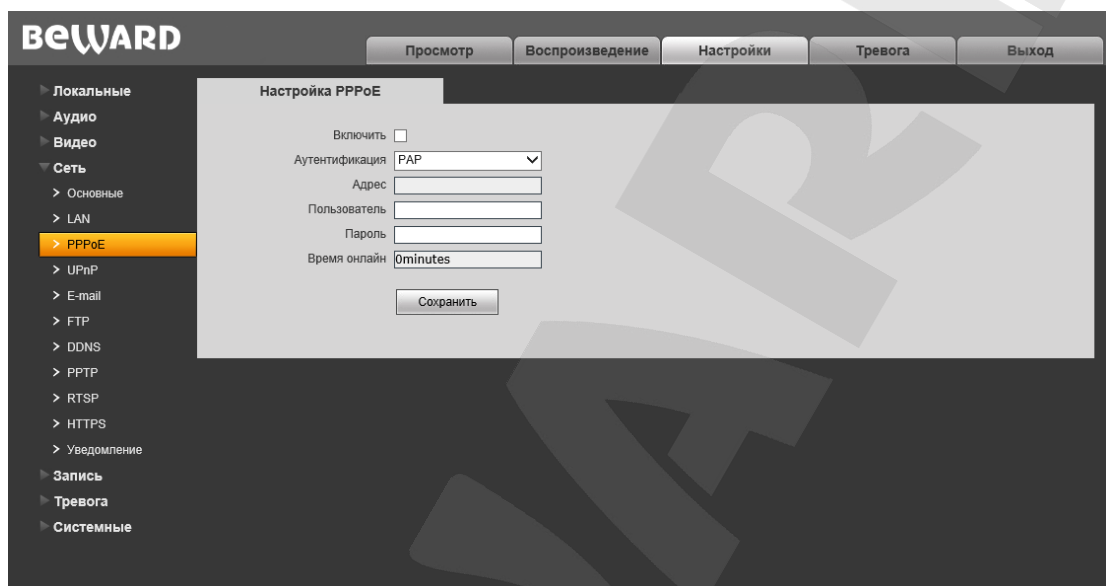 BEWARD
Просмотр
Воспроизведение
Настройки
Тревога
Выход
Локальные
Аудио
Видео
Сеть
Основные
LAN
PPPoE
UPnP
E-mail
FTP
DDNS
PPTP
RTSP
HTTPS
Уведомление
Запись
Тревога
Системные
Настройка PPPoE
Включить
Аутентификация PAP
Адрес
Пользователь
Пароль
Время онлайн 0minutes
Сохранить